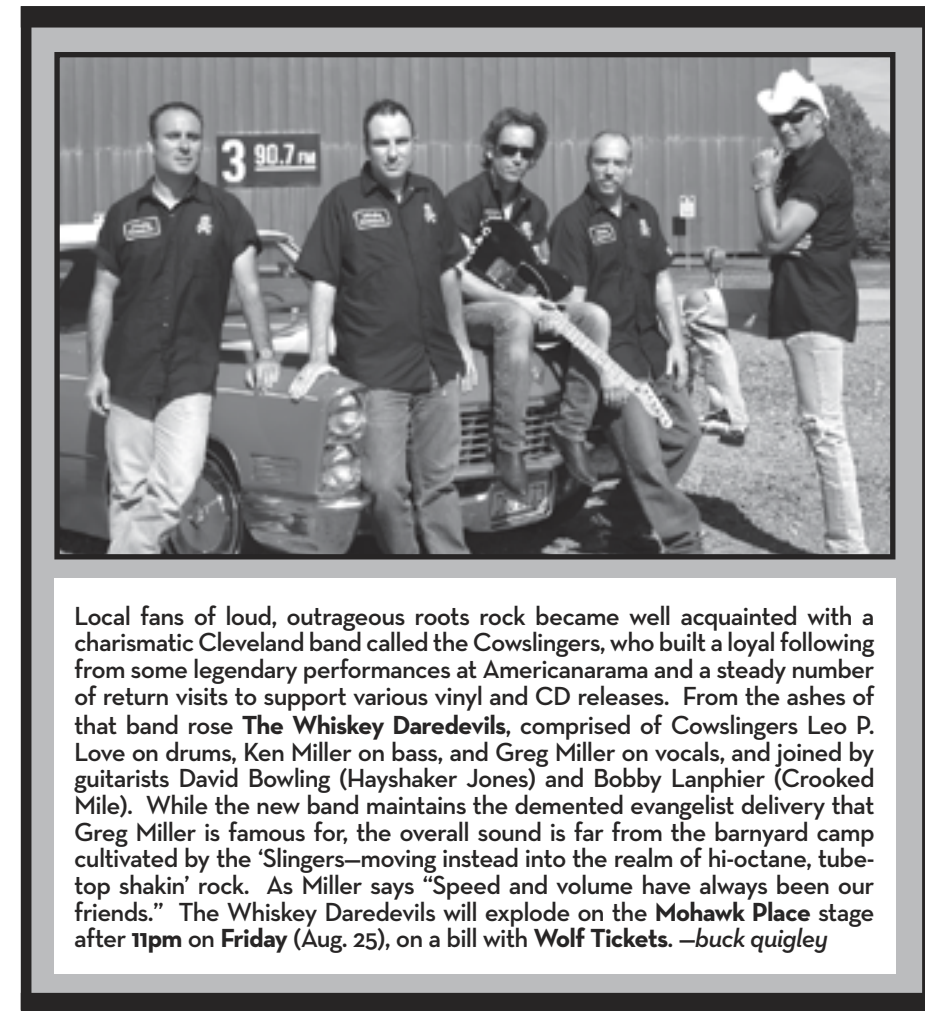 3 90.7 FM
Local fans of loud, outrageous roots rock became well acquainted with a
charismatic Cleveland band called the Cowslingers, who built a loyal following
from some legendary performances at Americanarama and a steady number
of return visits to support various vinyl and CD releases. From the ashes of
that band rose The Whiskey Daredevils, comprised of Cowslingers Leo P.
Love on drums, Ken Miller on bass, and Greg Miller on vocals, and joined by
guitarists David Bowling (Hayshaker Jones) and Bobby Lanphier (Crooked
Mile). While the new band maintains the demented evangelist delivery that
Greg Miller is famous for, the overall sound is far from the barnyard camp
cultivated by the ‘Slingers—moving instead into the realm of hi-octane, tube-
top shakin’ rock. As Miller says “Speed and volume have always been our
friends.” The Whiskey Daredevils will explode on the Mohawk Place stage
after 11pm on Friday (Aug. 25), on a bill with Wolf Tickets. —buck quigley